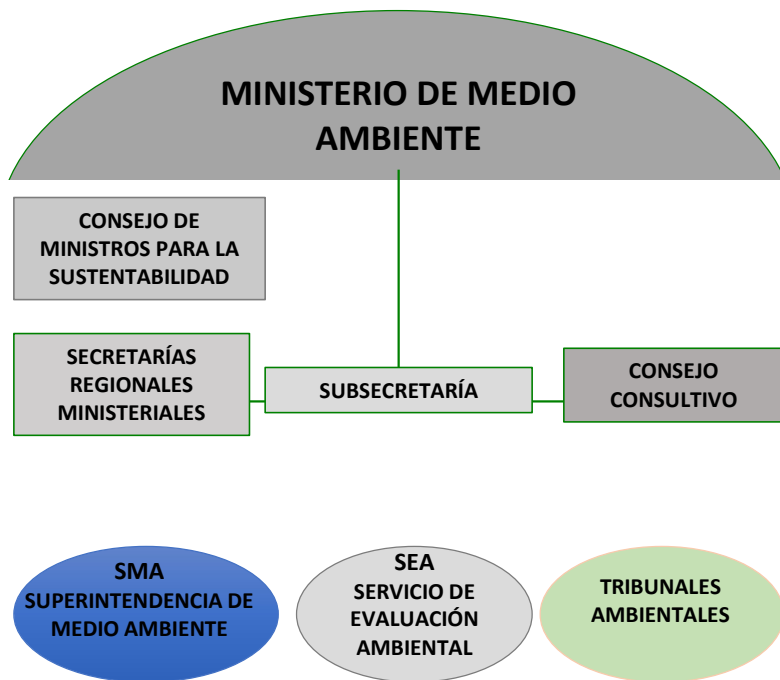 MINISTERIO DE MEDIO
AMBIENTE
CONSEJO DE
MINISTROS PARA LA
SUSTENTABILIDAD
SECRETARÍAS
REGIONALES
MINISTERIALES
SUBSECRETARÍA
CONSEJO
CONSULTIVO
SMA
SUPERINTENDENCIA DE
MEDIO AMBIENTE
SEA
SERVICIO DE
EVALUACIÓN
AMBIENTAL
TRIBUNALES
AMBIENTALES